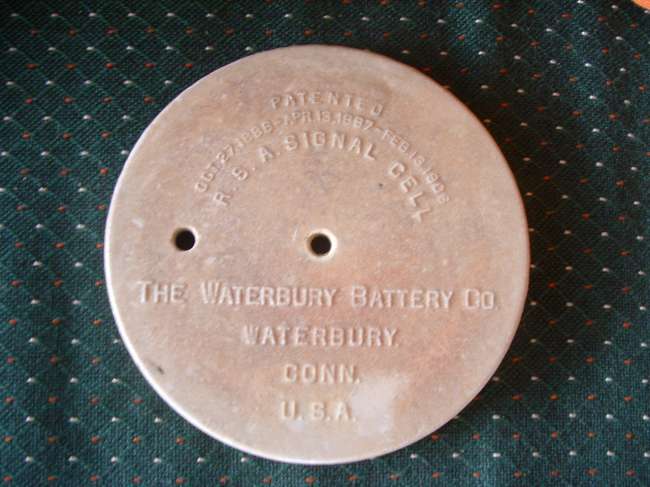 PATENTED
OCT. 27, 1896 - APR. 13, 1897 - FEB. 13, 1906
R. S. A. SIGNAL CELL
THE WATERBURY BATTERY CO.
WATERBURY.
CONN.
U.S.A.